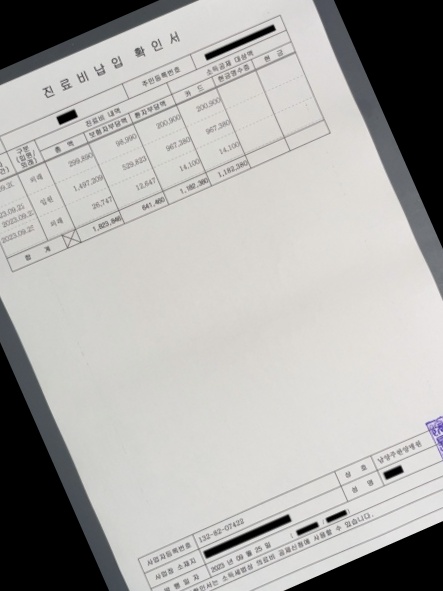 진료비납입 확인서
주민등록번호
진료비 내역 소득공제 대상액
구분 (입원/외래) 총 액 보험자부담액 환자부담액 카 드 현금영수증 현 금
외래 299,890 98,990 200,900 200,900
2023.09.21 입원 1,497,209 529,823 967,380 967,380
외래 26,747 12,647 14,100 14,100
합 계 1,823,846 641,460 1,182,380 1,182,380
사업자등록번호 132-82-07422 상 호 남양주한양병원
사업장 소재지 성 명
발 행 일 자 2023 년 09 월 25 일
확인서는 소득세법상 의료비 공제신청에 사용할 수 있습니다.